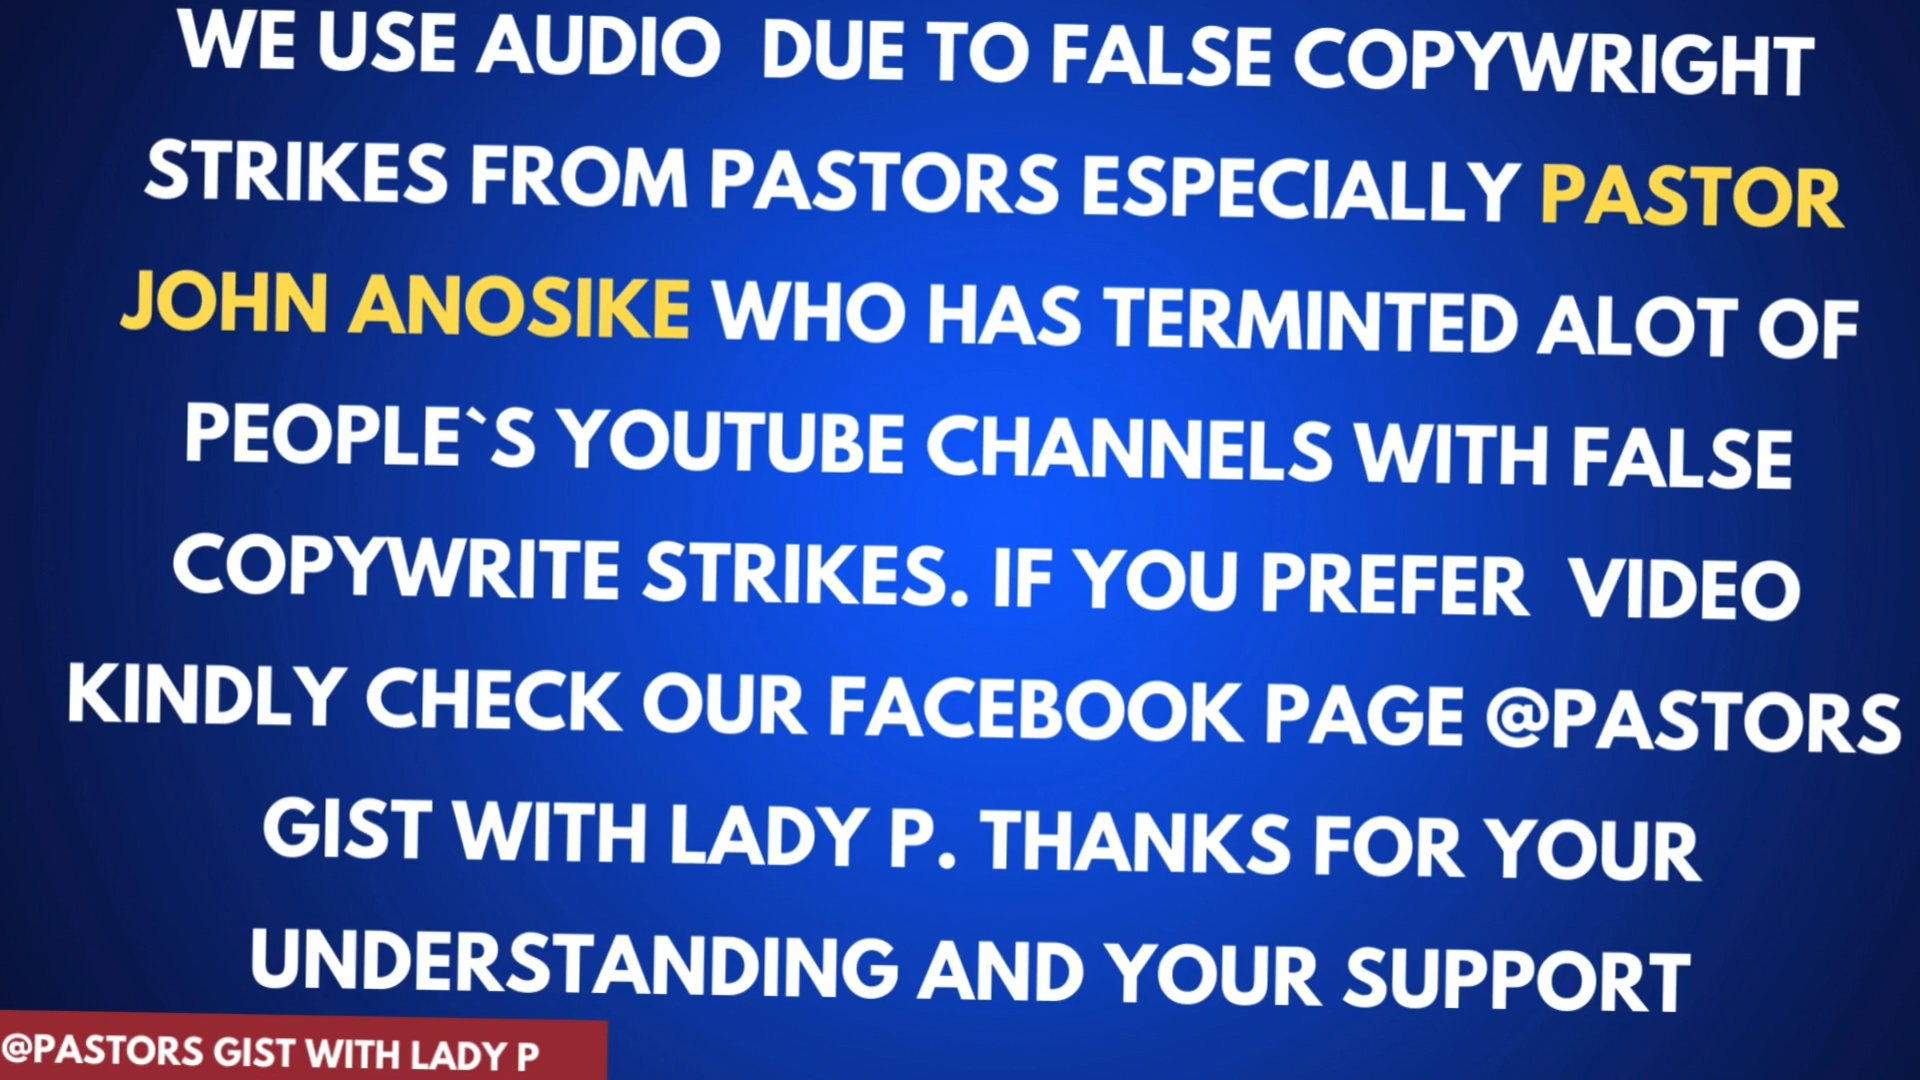 WE USE AUDIO  DUE TO FALSE COPYWRIGHT
STRIKES FROM PASTORS ESPECIALLY PASTOR
JOHN ANOSIKE WHO HAS TERMINTED ALOT OF
PEOPLE`S YOUTUBE CHANNELS WITH FALSE
COPYWRITE STRIKES. IF YOU PREFER  VIDEO
KINDLY CHECK OUR FACEBOOK PAGE @PASTORS
GIST WITH LADY P. THANKS FOR YOUR
UNDERSTANDING AND YOUR SUPPORT
@PASTORS GIST WITH LADY P